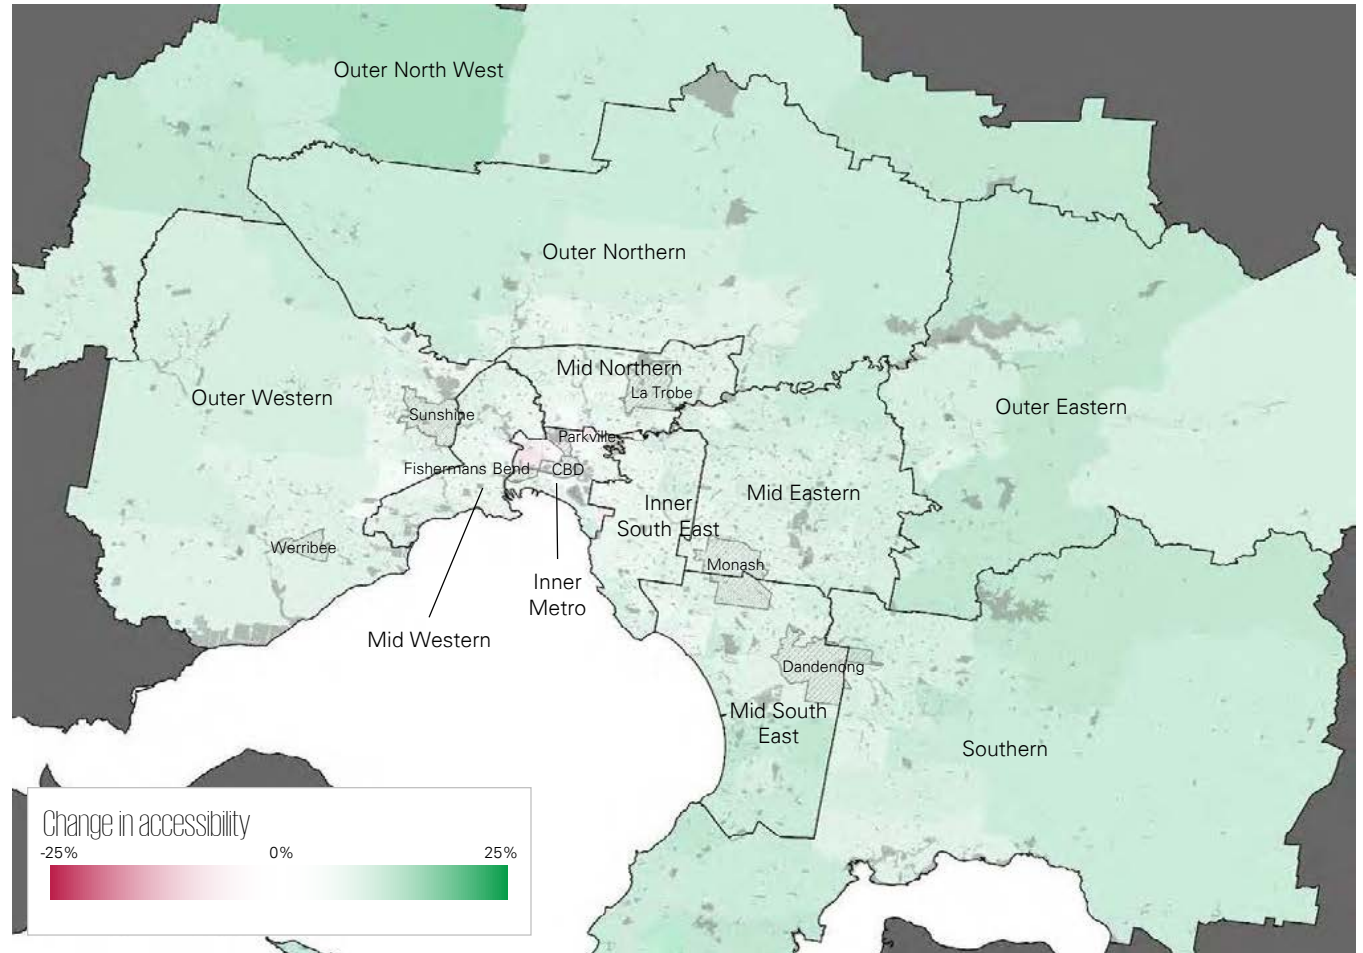 Outer North West
Outer Northern
Mid Northern
La Trobe
Outer Western
Sunshine
Outer Eastern
Parkville
Fishermans Bend
CBD
Mid Eastern
Inner
South East
Werribee
Monash
Inner
Metro
Mid Western
Dandenong
Mid South
East
Southern
Change in accessibility
-25%
0%
25%